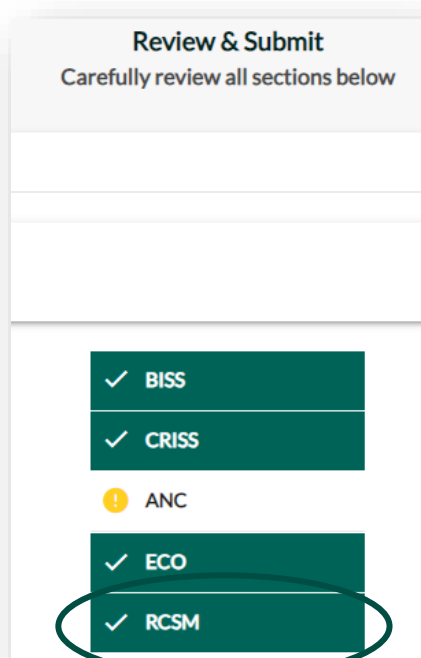 Review & Submit
Carefully review all sections below
BISS
CRISS
ANC
ECO
RCSM